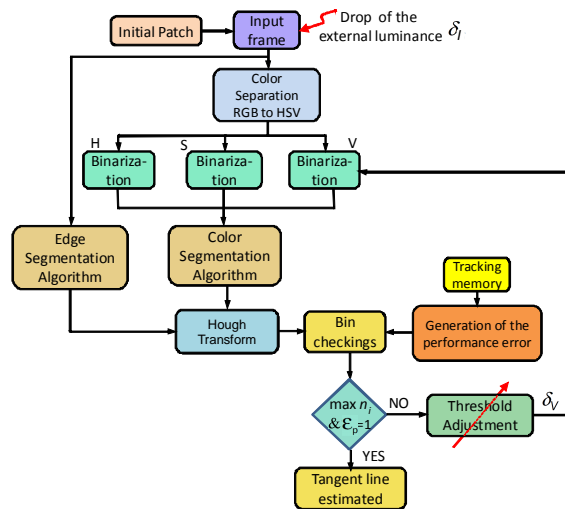 Initial Patch
Input
frame
Drop of the
external luminance δI
Color
Separation
RGB to HSV
H
S
V
Binariza-
tion
Binariza-
tion
Binariza-
tion
Edge
Segmentation
Algorithm
Color
Segmentation
Algorithm
Tracking
memory
Hough
Transform
Bin
checkings
Generation of the
performance error
max ni
& Ɛp=1
NO
Threshold
Adjustment
δV
YES
Tangent line
estimated